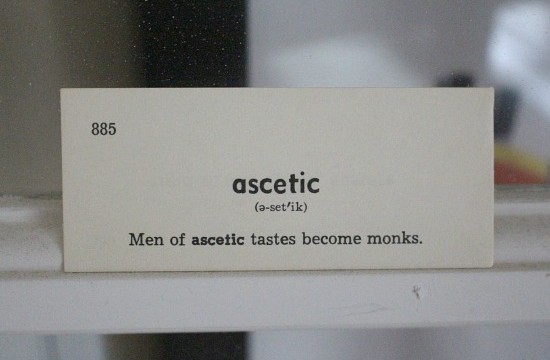 885
ascetic
(ə-set′ik)
Men of ascetic tastes become monks.